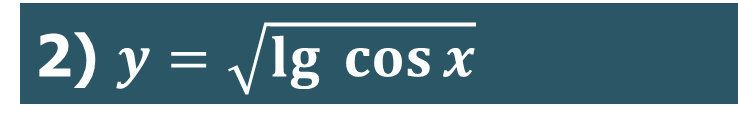 2) y = √lg cos x